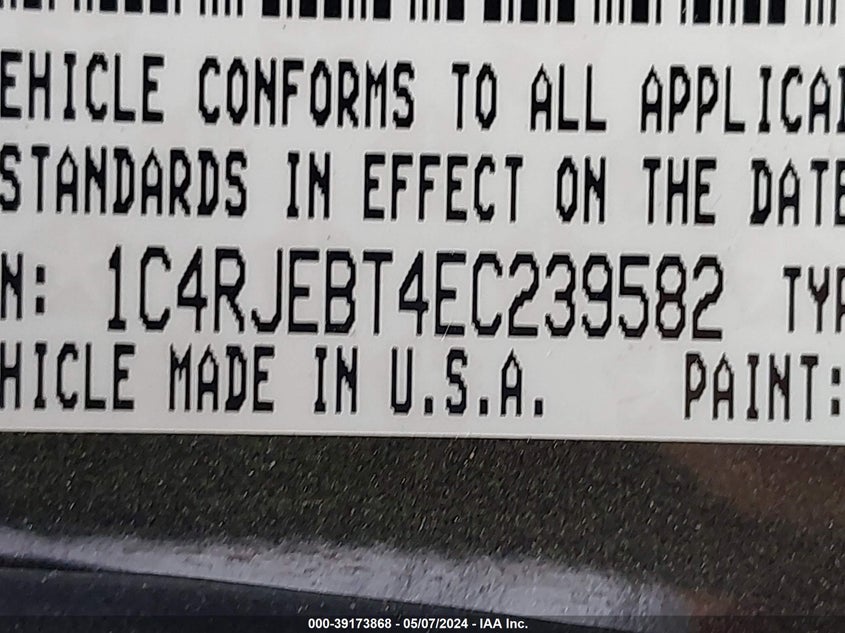 EHICLE CONFORMS TO ALL APPLICA
STANDARDS IN EFFECT ON THE DATE
N: 1C4RJEBT4EC239582 TYP
HICLE MADE IN U.S.A. PAINT:
000-39173868 - 05/07/2024 - IAA Inc.